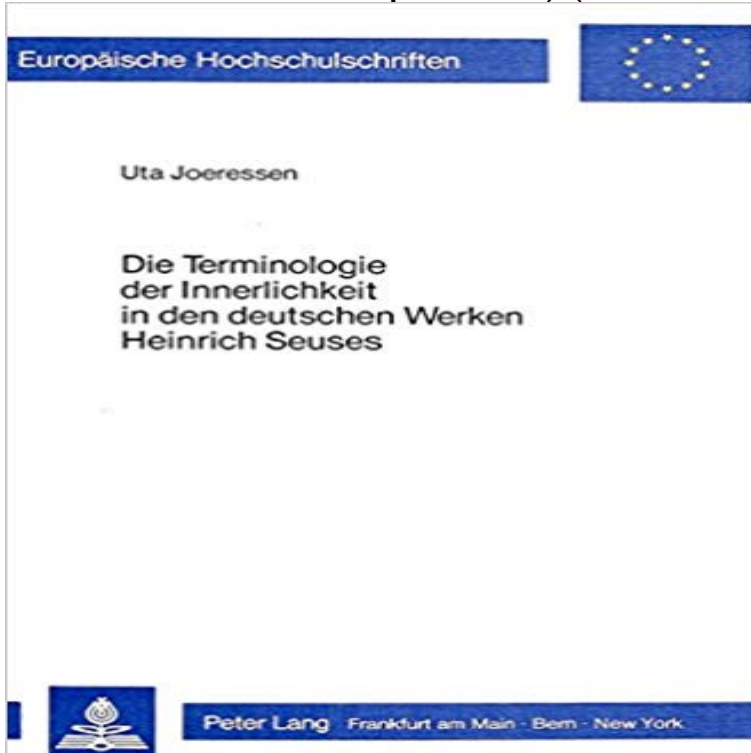 Europäische Hochschulschriften
Uta Joeressen
Die Terminologie
der Innerlichkeit
in den deutschen Werken
Heinrich Seuses
Peter Lang Frankfurt am Main · Bern · New York